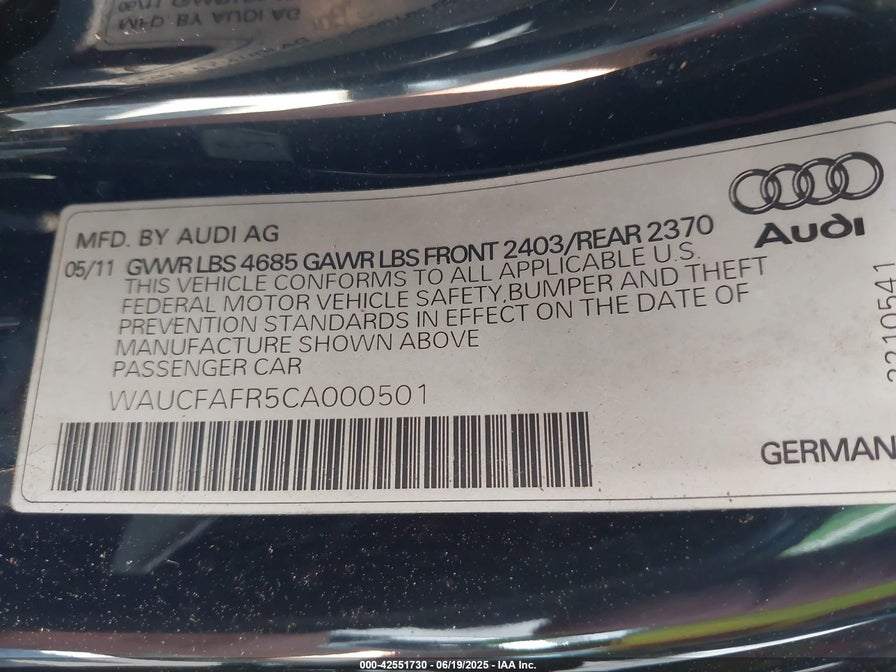 MFD. BY AUDI AG
05/11 GVWR LBS 4685 GAWR LBS FRONT 2403/REAR 2370
THIS VEHICLE CONFORMS TO ALL APPLICABLE U.S.
FEDERAL MOTOR VEHICLE SAFETY,BUMPER AND THEFT
PREVENTION STANDARDS IN EFFECT ON THE DATE OF
MANUFACTURE SHOWN ABOVE
PASSENGER CAR
WAUCFAFR5CA000501
Audi
GERMAN
000-42551730 - 06/19/2025 - IAA Inc.